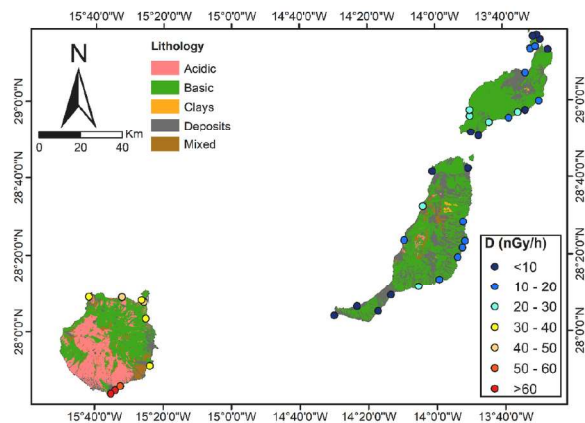 15°40'0"W 15°20'0"W 15°0'0"W 14°40'0"W 14°20'0"W 14°0'0"W 13°40'0"W
N
Lithology
Acidic
Basic
Clays
Deposits
Mixed
0 20 40 Km
29°0'0"N 29°0'0"N
28°40'0"N 28°40'0"N
28°20'0"N 28°20'0"N
28°0'0"N 28°0'0"N
D (nGy/h)
<10
10 - 20
20 - 30
30 - 40
40 - 50
50 - 60
>60
15°40'0"W 15°20'0"W 15°0'0"W 14°40'0"W 14°20'0"W 14°0'0"W 13°40'0"W